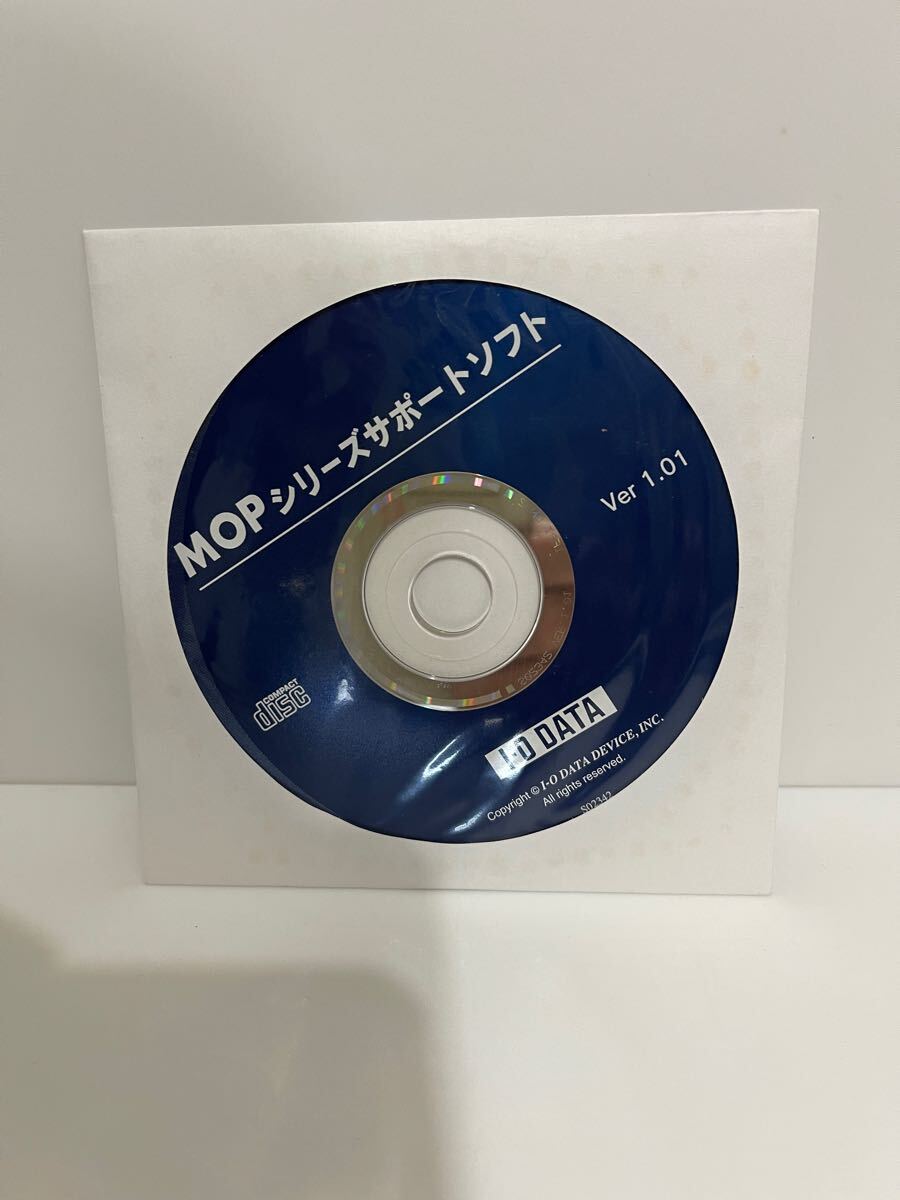 MOPシリーズサポートソフト
Ver 1.01
COMPACT
disc
I-O DATA
Copyright © I-O DATA DEVICE, INC.
All rights reserved.
S02342